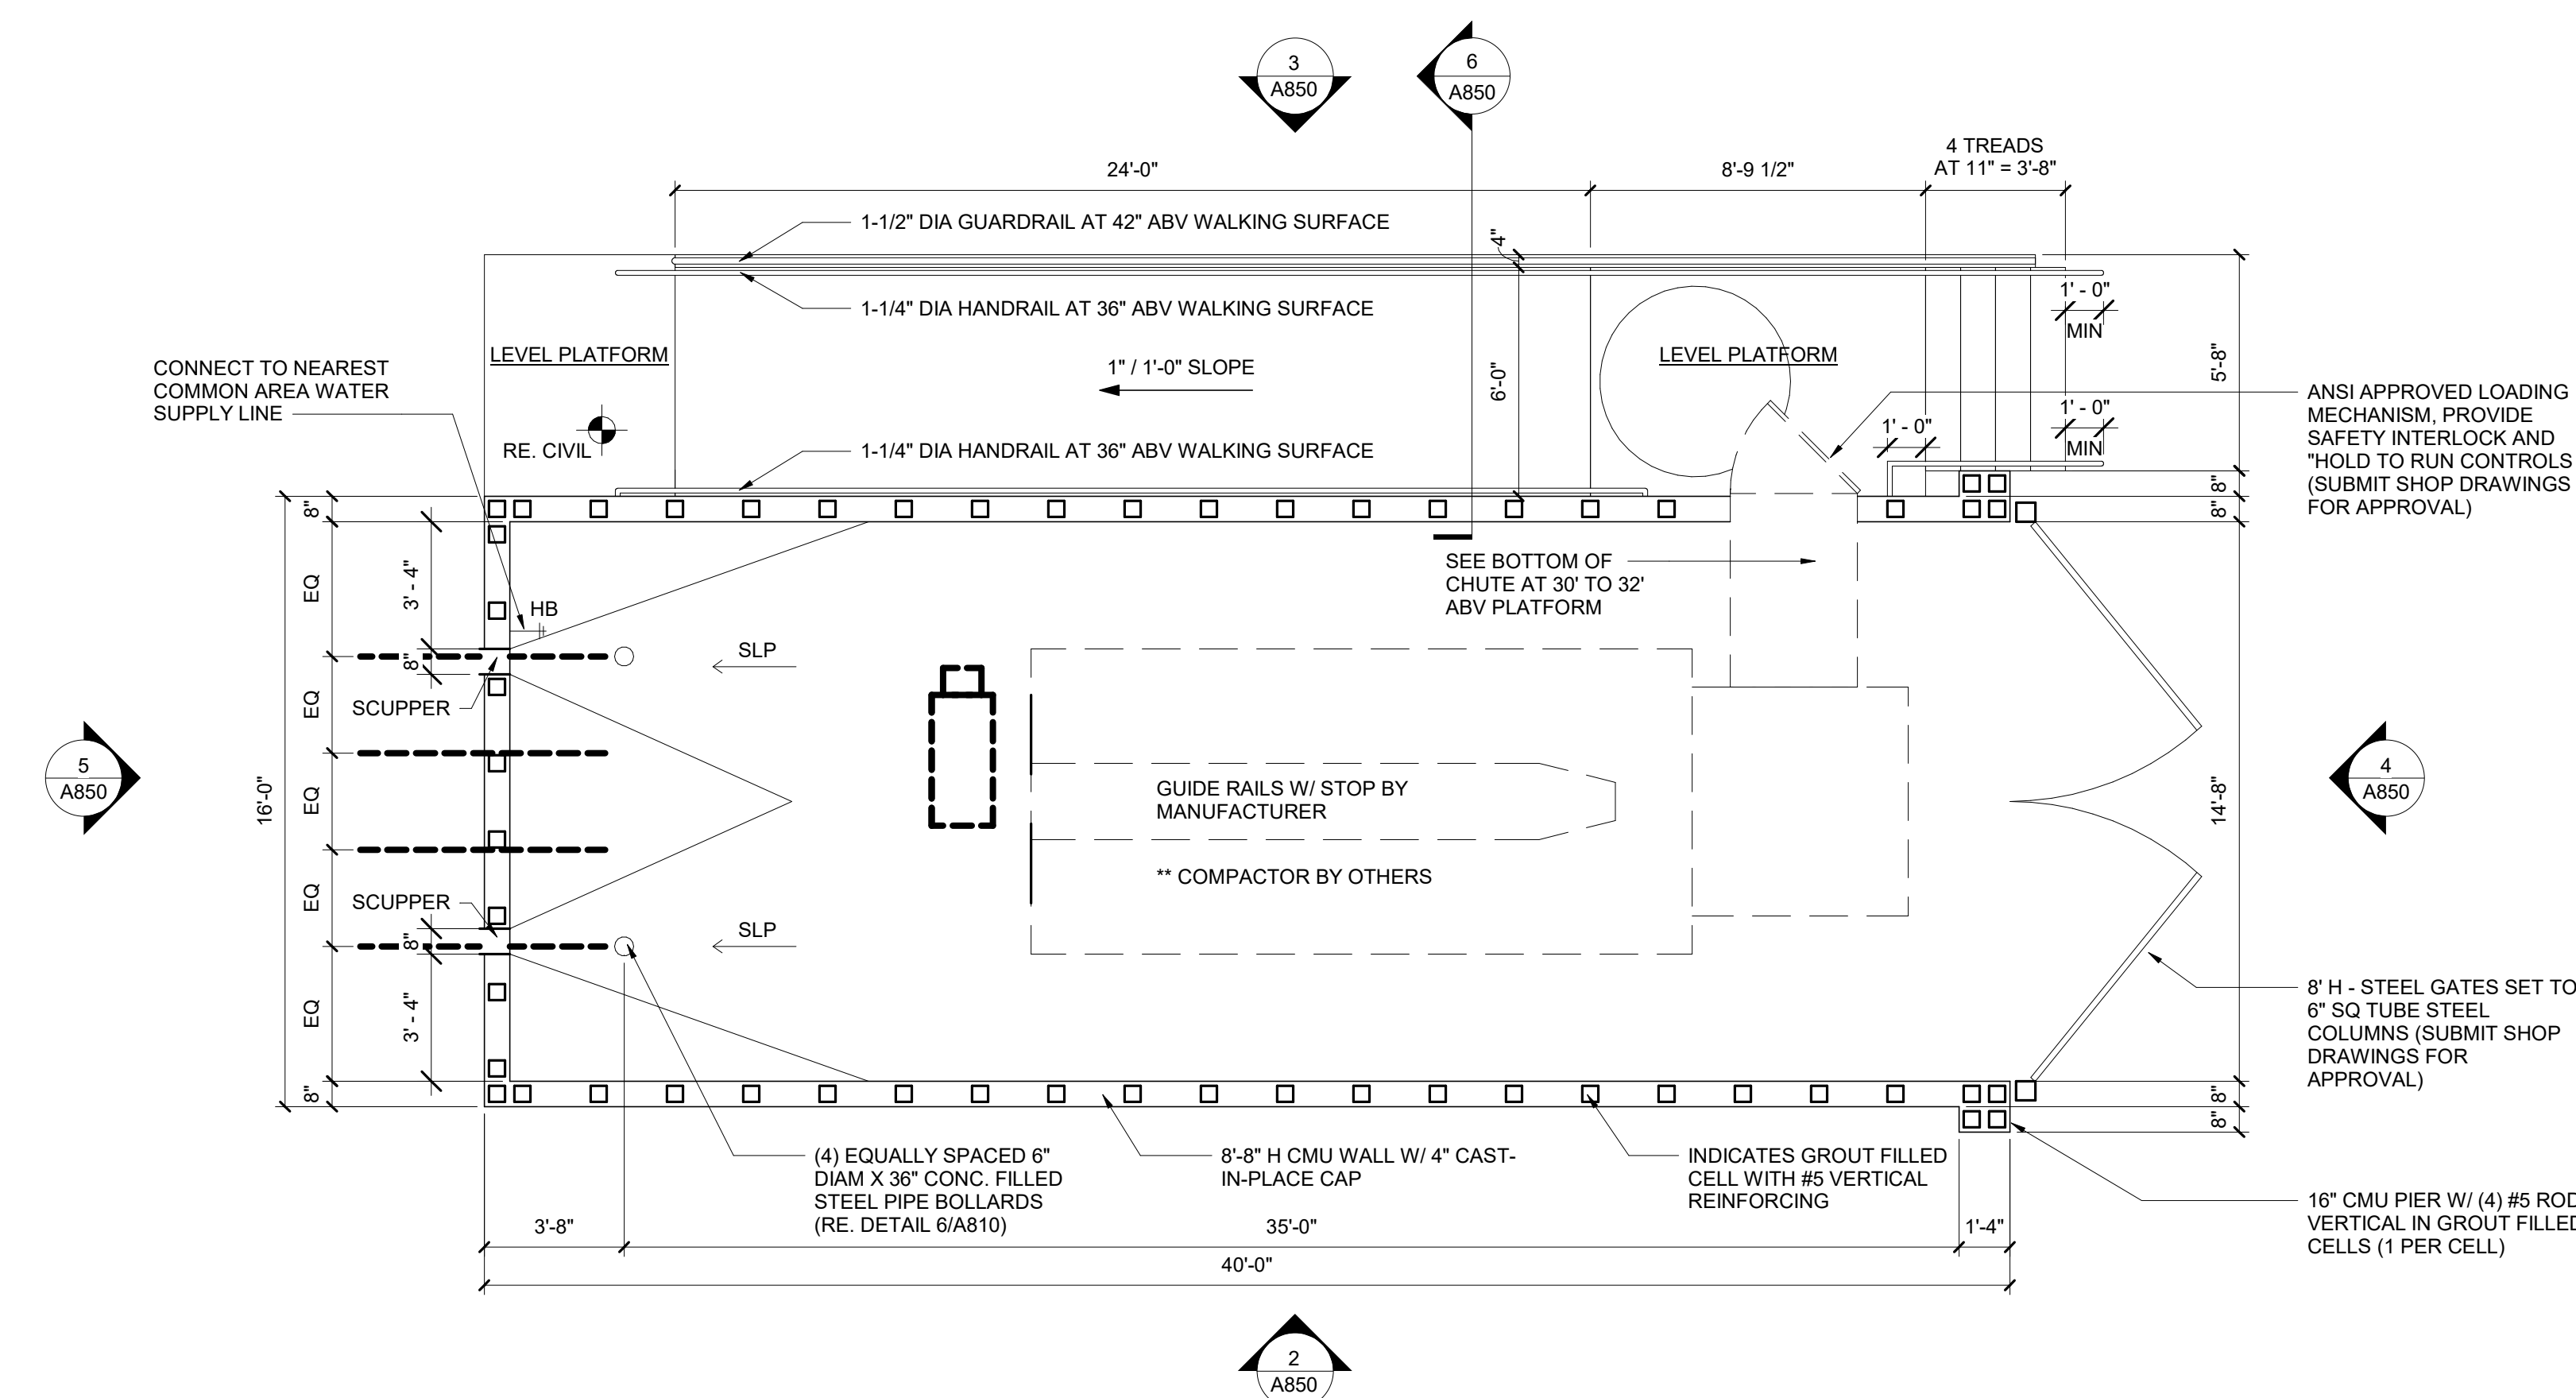 3
A850
6
A850
4 TREADS
AT 11" = 3'-8"
24'-0"
8'-9 1/2"
1-1/2" DIA GUARDRAIL AT 42" ABV WALKING SURFACE
4"
1' - 0"
MIN
1-1/4" DIA HANDRAIL AT 36" ABV WALKING SURFACE
LEVEL PLATFORM
LEVEL PLATFORM
CONNECT TO NEAREST
COMMON AREA WATER
SUPPLY LINE
1" / 1'-0" SLOPE
6'-0"
5'-8"
ANSI APPROVED LOADING
MECHANISM, PROVIDE
SAFETY INTERLOCK AND
"HOLD TO RUN CONTROLS
(SUBMIT SHOP DRAWINGS
FOR APPROVAL)
1' - 0"
MIN
1' - 0"
RE. CIVIL
1-1/4" DIA HANDRAIL AT 36" ABV WALKING SURFACE
8"
8"
8"
EQ
3' - 4"
HB
SEE BOTTOM OF
CHUTE AT 30' TO 32'
ABV PLATFORM
SLP
8"
EQ
SCUPPER
5
A850
16'-0"
EQ
GUIDE RAILS W/ STOP BY
MANUFACTURER
14'-8"
4
A850
** COMPACTOR BY OTHERS
EQ
SCUPPER
8"
SLP
EQ
3' - 4"
8' H - STEEL GATES SET TO
6" SQ TUBE STEEL
COLUMNS (SUBMIT SHOP
DRAWINGS FOR
APPROVAL)
8"
8"
8"
(4) EQUALLY SPACED 6"
DIAM X 36" CONC. FILLED
STEEL PIPE BOLLARDS
(RE. DETAIL 6/A810)
8'-8" H CMU WALL W/ 4" CAST-
IN-PLACE CAP
INDICATES GROUT FILLED
CELL WITH #5 VERTICAL
REINFORCING
16" CMU PIER W/ (4) #5 ROD
VERTICAL IN GROUT FILLED
CELLS (1 PER CELL)
3'-8"
35'-0"
1'-4"
40'-0"
2
A850